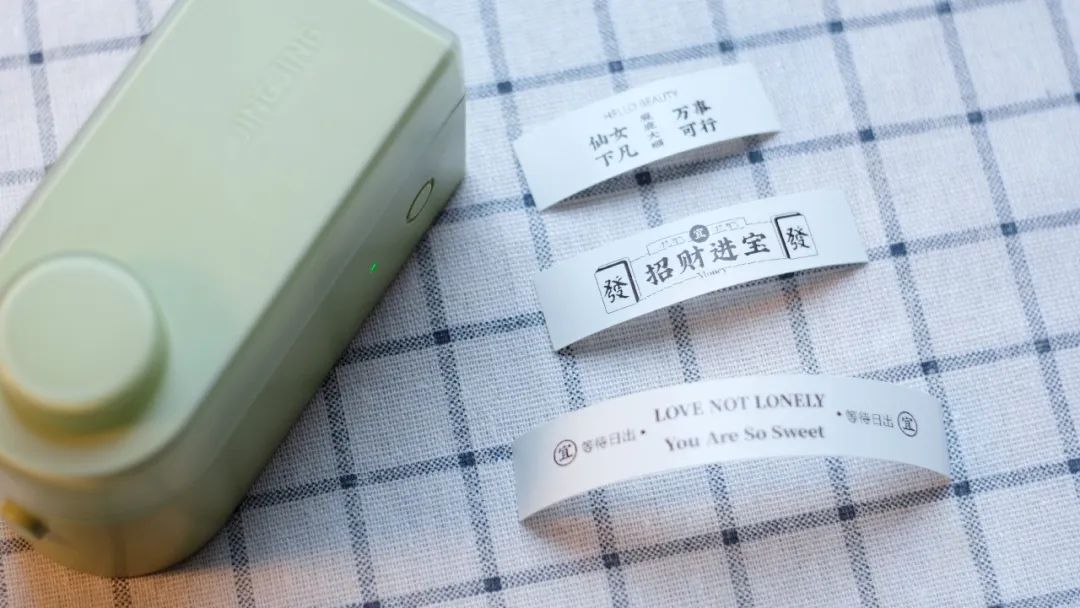 JINGJING
HELLO BEAUTY
仙女 万事
下凡 可行
宜
發 招财进宝 發
Money
LOVE NOT LONELY
宜 等待日出 • • 等待日出 宜
You Are So Sweet